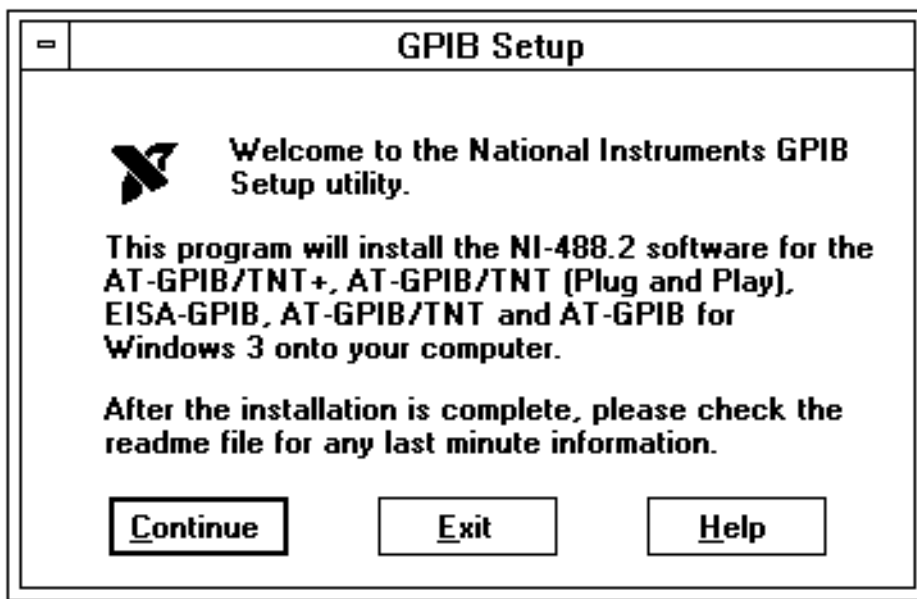 GPIB Setup
Welcome to the National Instruments GPIB
Setup utility.
This program will install the NI-488.2 software for the
AT-GPIB/TNT+, AT-GPIB/TNT (Plug and Play),
EISA-GPIB, AT-GPIB/TNT and AT-GPIB for
Windows 3 onto your computer.
After the installation is complete, please check the
readme file for any last minute information.
Continue
Exit
Help